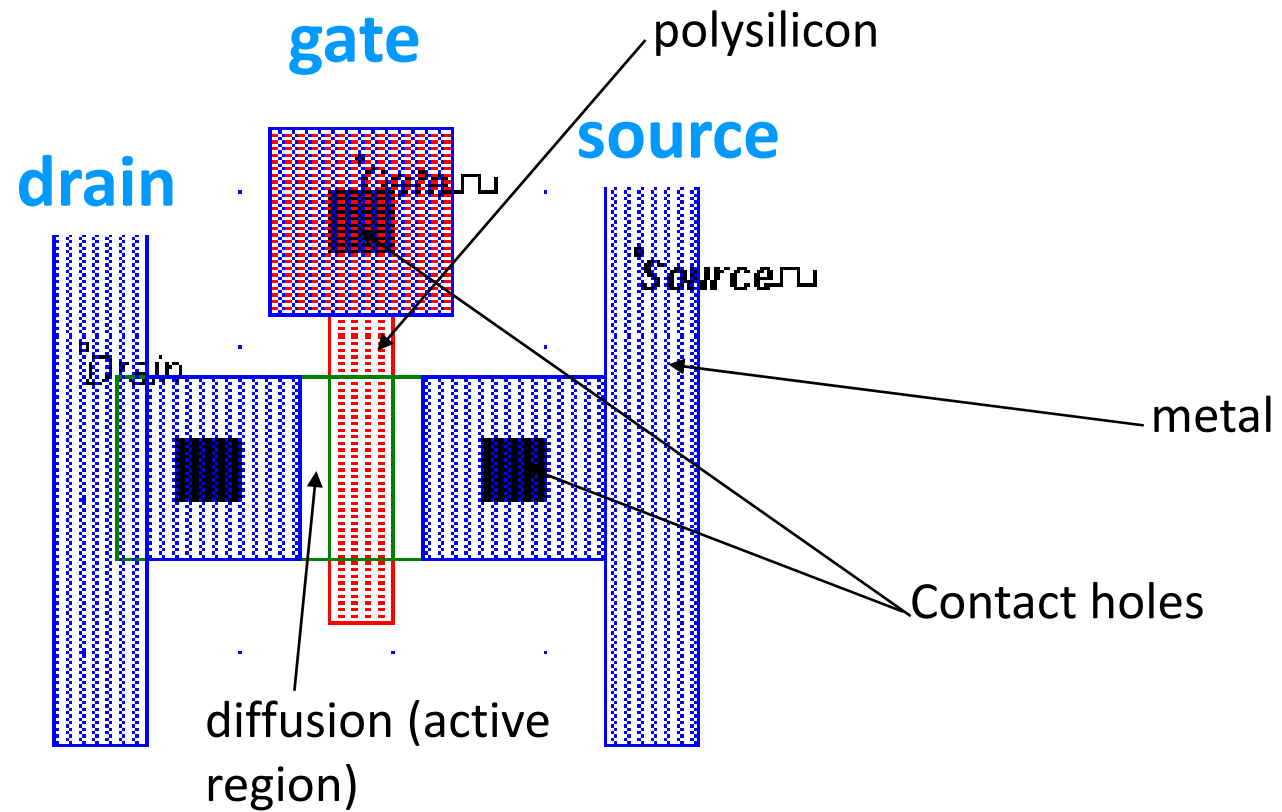 gate
polysilicon
source
drain
Source
Drain
metal
Contact holes
diffusion (active
region)